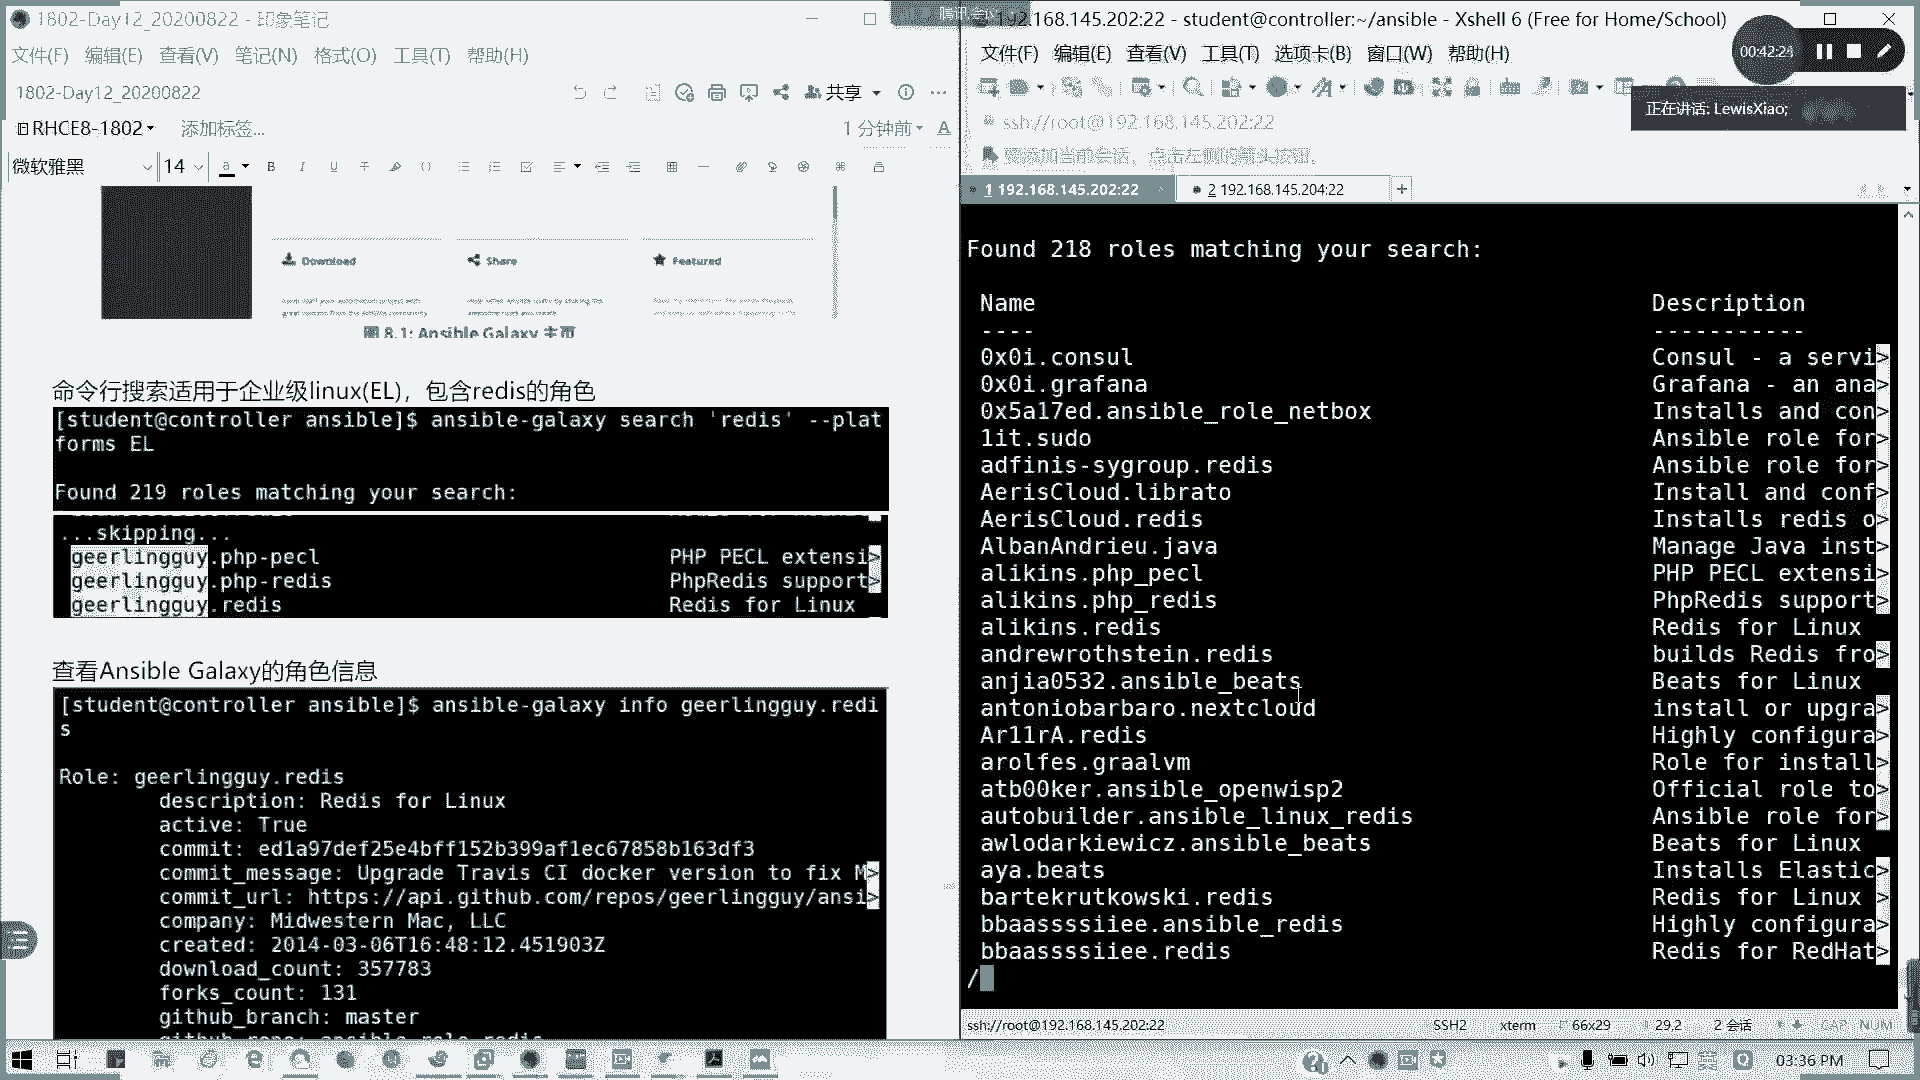 1802-Day12_20200822 - 印象笔记
文件(F) 编辑(E) 查看(V) 笔记(N) 格式(O) 工具(T) 帮助(H)
1802-Day12_20200822
共享
RHCE8-1802
添加标签...
1 分钟前
微软雅黑
14
Download
Share
Featured
图 8.1: Ansible Galaxy 主页
命令行搜索适用于企业级linux(EL)，包含redis的角色
[student@controller ansible]$ ansible-galaxy search 'redis' --plat
forms EL
Found 219 roles matching your search:
...skipping...
geerlingguy.php-pecl PHP PECL extensi>
geerlingguy.php-redis PhpRedis support>
geerlingguy.redis Redis for Linux
查看Ansible Galaxy的角色信息
[student@controller ansible]$ ansible-galaxy info geerlingguy.redi
s
Role: geerlingguy.redis
description: Redis for Linux
active: True
commit: ed1a97def25e4bff152b399af1ec67858b163df3
commit_message: Upgrade Travis CI docker version to fix M>
commit_url: https://api.github.com/repos/geerlingguy/ansi>
company: Midwestern Mac, LLC
created: 2014-03-06T16:48:12.451903Z
download_count: 357783
forks_count: 131
github_branch: master
腾讯会议
192.168.145.202:22 - student@controller:~/ansible - Xshell 6 (Free for Home/School)
文件(F) 编辑(E) 查看(V) 工具(T) 选项卡(B) 窗口(W) 帮助(H)
00:42:24
正在讲话: LewisXiao;
ssh://root@192.168.145.202:22
要添加当前会话，点击左侧的箭头按钮。
1 192.168.145.202:22
2 192.168.145.204:22
Found 218 roles matching your search:
Name Description
---- -----------
0x0i.consul Consul - a servi>
0x0i.grafana Grafana - an ana>
0x5a17ed.ansible_role_netbox Installs and con>
1it.sudo Ansible role for>
adfinis-sygroup.redis Ansible role for>
AerisCloud.librato Install and conf>
AerisCloud.redis Installs redis o>
AlbanAndrieu.java Manage Java inst>
alikins.php_pecl PHP PECL extensi>
alikins.php_redis PhpRedis support>
alikins.redis Redis for Linux
andrewrothstein.redis builds Redis fro>
anjia0532.ansible_beats Beats for Linux
antoniobarbaro.nextcloud install or upgra>
Ar11rA.redis Highly configura>
arolfes.graalvm Role for install>
atb00ker.ansible_openwisp2 Official role to>
autobuilder.ansible_linux_redis Ansible role for>
awlodarkiewicz.ansible_beats Beats for Linux
aya.beats Installs Elastic>
bartekrutkowski.redis Redis for Linux >
bbaassssiiee.ansible_redis Highly configura>
bbaassssiiee.redis Redis for RedHat>
/
ssh://root@192.168.145.202:22
SSH2
xterm
66x29
29,2
2 会话
CAP NUM
英
03:36 PM